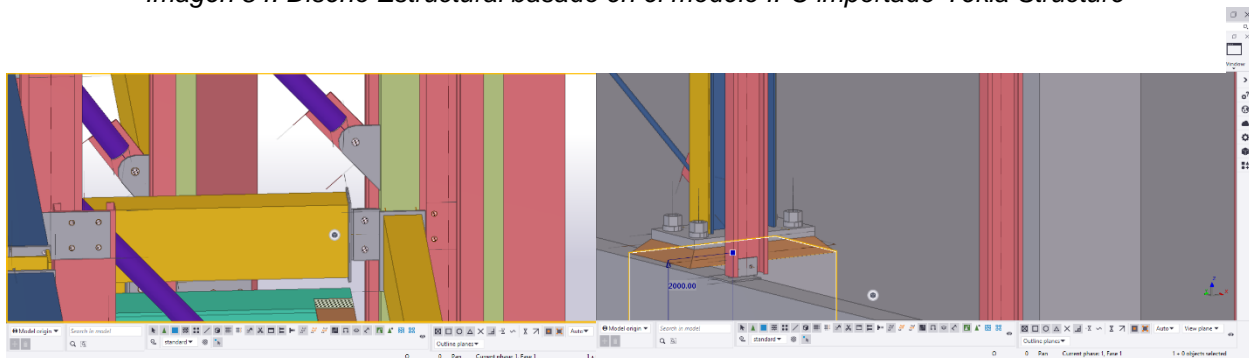 Imagen Diseño Estructural basado en el modelo IFC importado Tekla Structure
Window
2000.00
Model origin
Search in model
Auto
standard
Outline planes
0 Pan Current phase: 1, Fase 1
Model origin
Search in model
Auto
View plane
standard
Outline planes
0 Pan Current phase: 1, Fase 1
1 + 0 objects selected